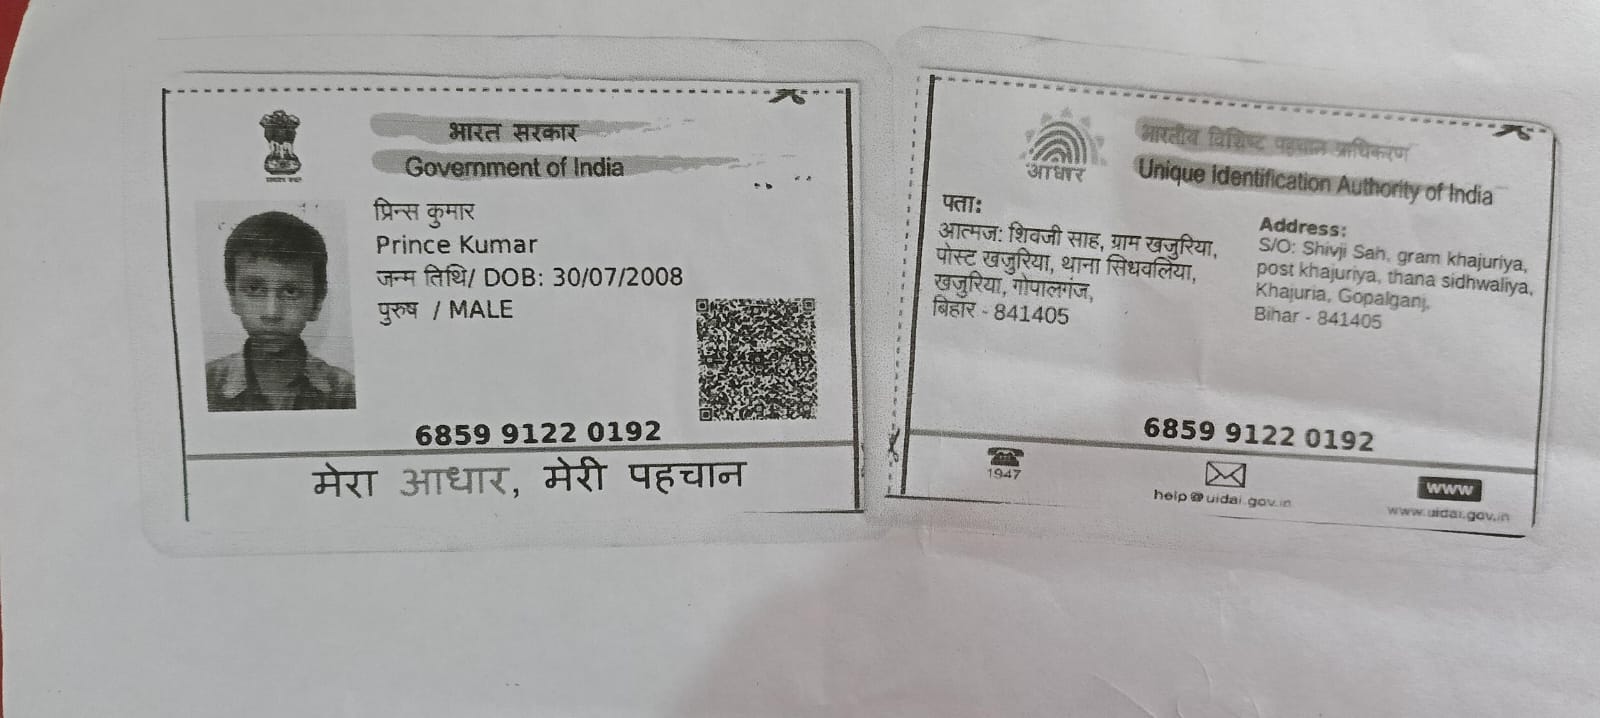 भारत सरकार
Government of India
प्रिन्स कुमार
Prince Kumar
जन्म तिथि/ DOB: 30/07/2008
पुरुष / MALE
6859 9122 0192
मेरा आधार, मेरी पहचान
आधार
भारतीय विशिष्ट पहचान प्राधिकरण
Unique Identification Authority of India
पता:
आत्मज: शिवजी साह, ग्राम खजुरिया,
पोस्ट खजुरिया, थाना सिधवलिया,
खजुरिया, गोपालगंज,
बिहार - 841405
Address:
S/O: Shivji Sah, gram khajuriya,
post khajuriya, thana sidhwaliya,
Khajuria, Gopalganj,
Bihar - 841405
6859 9122 0192
1947
help@uidai.gov.in
www
www.uidai.gov.in